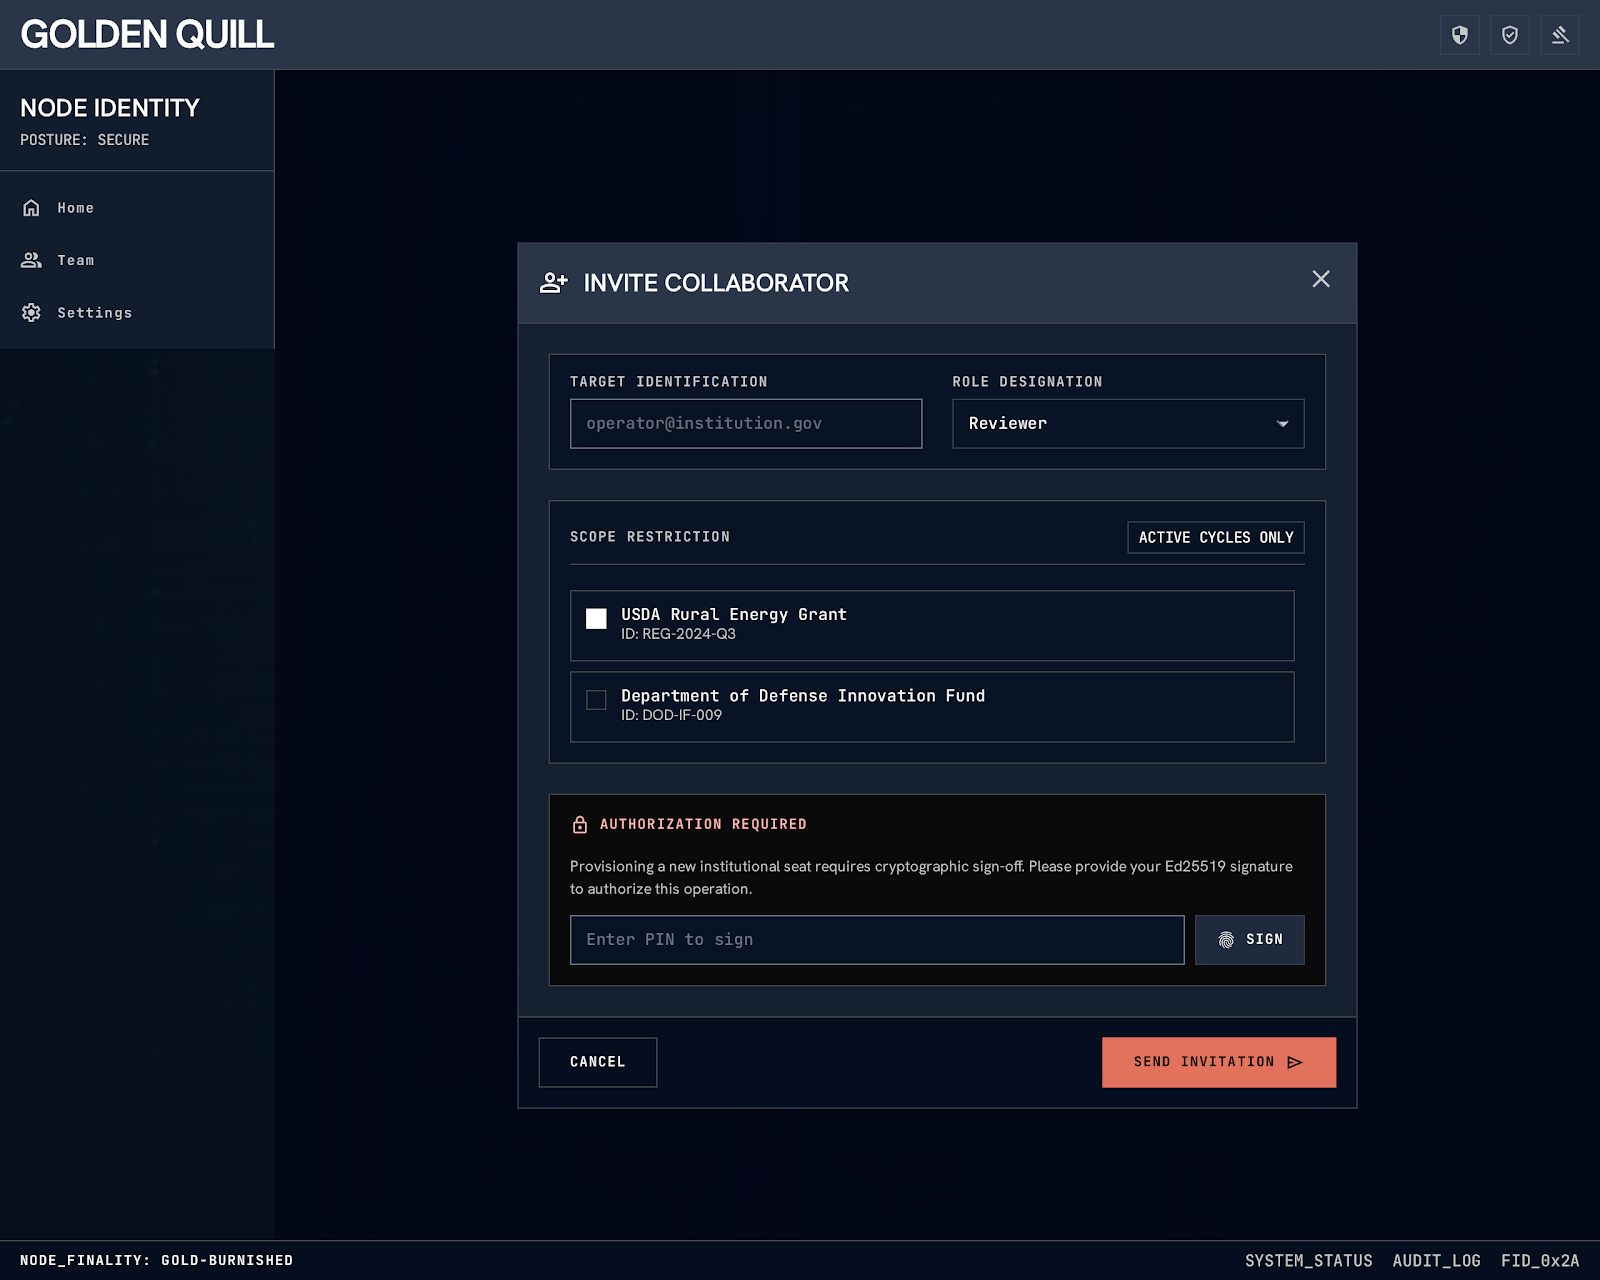 GOLDEN QUILL
NODE IDENTITY
POSTURE: SECURE
Home
Team
Settings
INVITE COLLABORATOR
TARGET IDENTIFICATION
ROLE DESIGNATION
operator@institution.gov
Reviewer
SCOPE RESTRICTION
ACTIVE CYCLES ONLY
USDA Rural Energy Grant
ID: REG-2024-Q3
Department of Defense Innovation Fund
ID: DOD-IF-009
AUTHORIZATION REQUIRED
Provisioning a new institutional seat requires cryptographic sign-off. Please provide your Ed25519 signature
to authorize this operation.
Enter PIN to sign
SIGN
CANCEL
SEND INVITATION
NODE_FINALITY: GOLD-BURNISHED
SYSTEM_STATUS
AUDIT_LOG
FID_0x2A